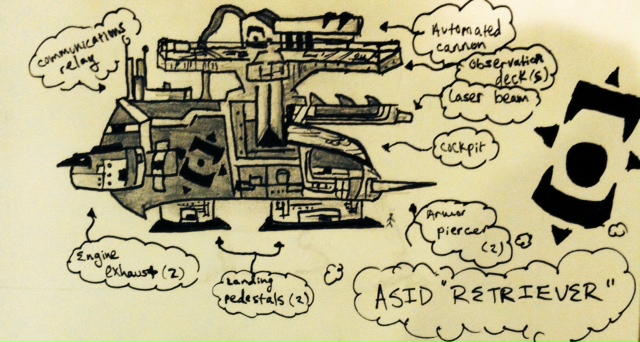 communications
relay
Automated
cannon
Observation
deck(s)
Laser beam
Cockpit
Armor
piercer
(2)
Engine
exhaust (2)
Landing
pedestals (2)
ASID "RETRIEVER"